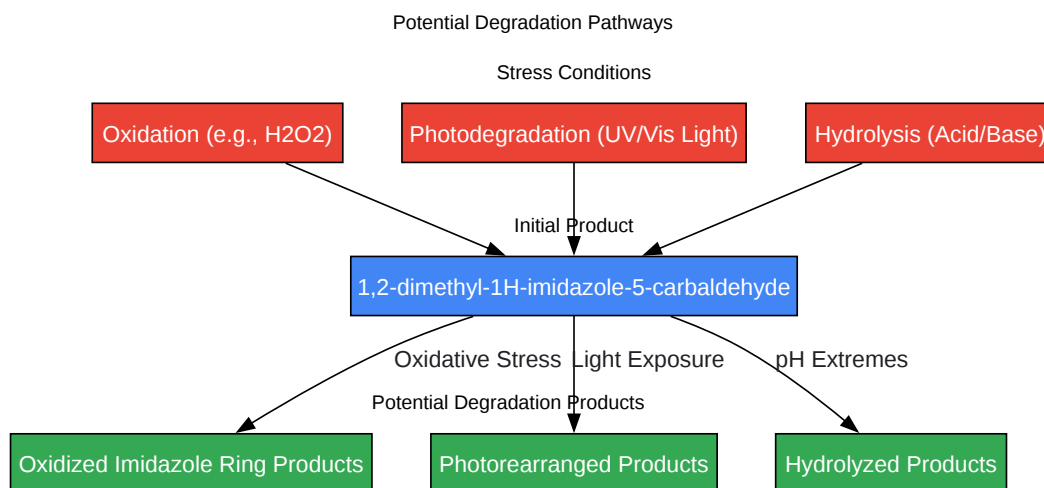 Potential Degradation Pathways
Stress Conditions
Oxidation (e.g., H2O2)
Photodegradation (UV/Vis Light)
Hydrolysis (Acid/Base)
Initial Product
1,2-dimethyl-1H-imidazole-5-carbaldehyde
Oxidative Stress
Light Exposure
pH Extremes
Potential Degradation Products
Oxidized Imidazole Ring Products
Photorearranged Products
Hydrolyzed Products